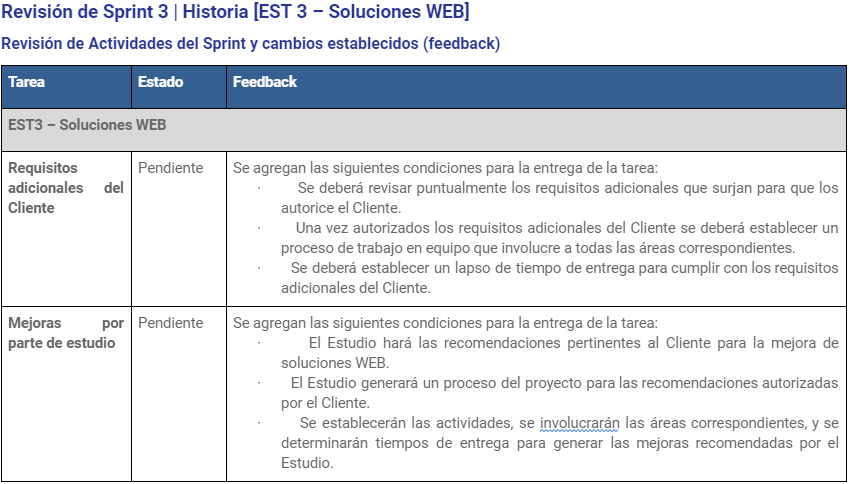 Revisión de Sprint 3 | Historia [EST 3 – Soluciones WEB]
Revisión de Actividades del Sprint y cambios establecidos (feedback)
Tarea Estado Feedback
EST3 – Soluciones WEB
Requisitos adicionales del Cliente
Pendiente
Se agregan las siguientes condiciones para la entrega de la tarea:
· Se deberá revisar puntualmente los requisitos adicionales que surjan para que los
autorice el Cliente.
· Una vez autorizados los requisitos adicionales del Cliente se deberá establecer un
proceso de trabajo en equipo que involucre a todas las áreas correspondientes.
· Se deberá establecer un lapso de tiempo de entrega para cumplir con los requisitos
adicionales del Cliente.
Mejoras por parte de estudio
Pendiente
Se agregan las siguientes condiciones para la entrega de la tarea:
· El Estudio hará las recomendaciones pertinentes al Cliente para la mejora de
soluciones WEB.
· El Estudio generará un proceso del proyecto para las recomendaciones autorizadas
por el Cliente.
· Se establecerán las actividades, se involucrarán las áreas correspondientes, y se
determinarán tiempos de entrega para generar las mejoras recomendadas por el
Estudio.